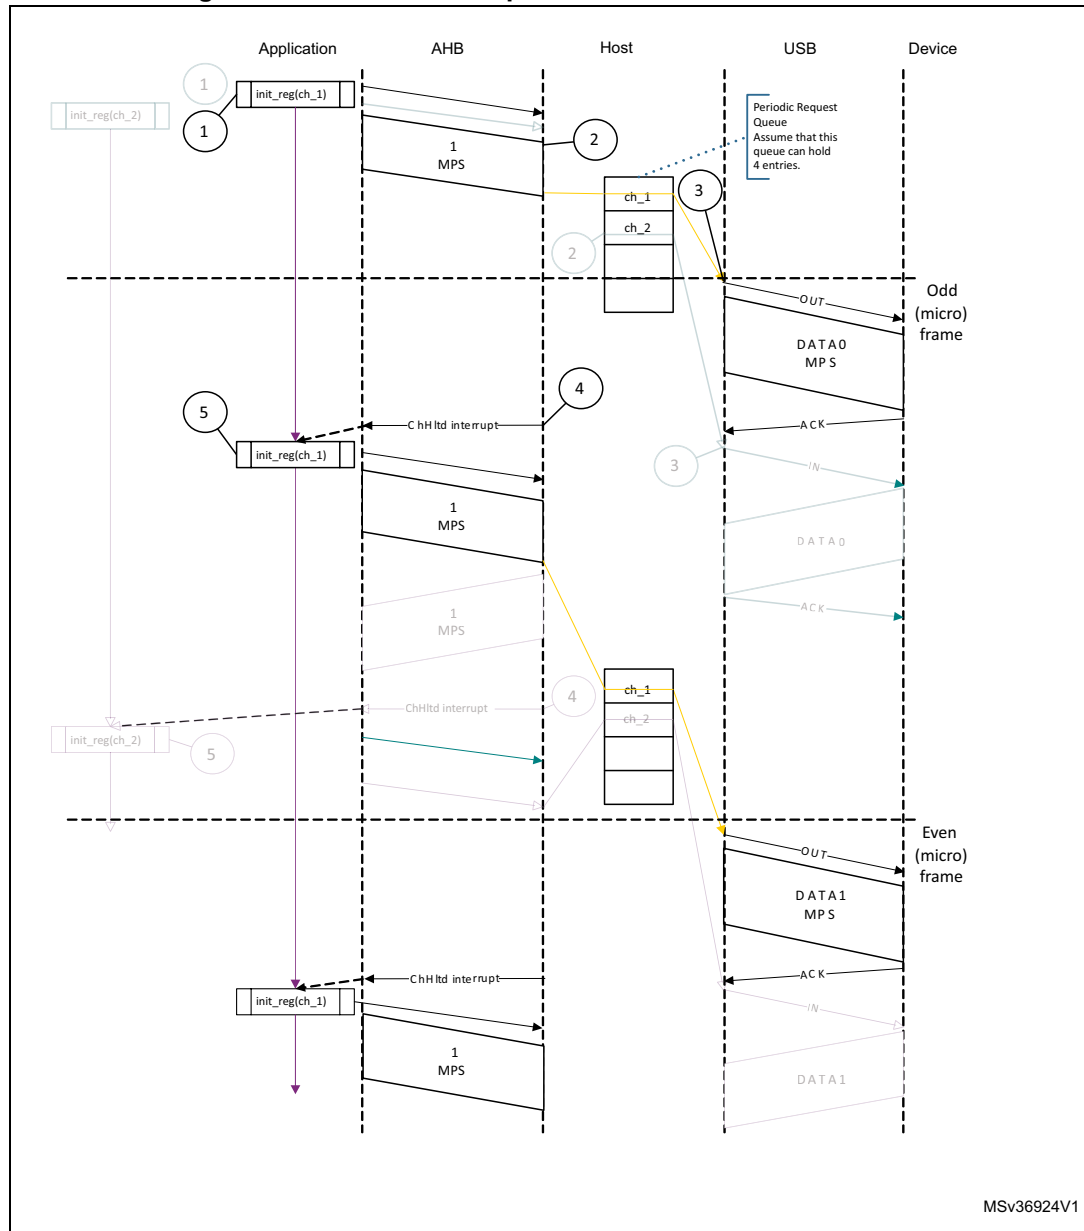 Application AHB Host USB Device
1
init_reg(ch_1)
init_reg(ch_2)
1
Periodic Request
Queue
Assume that this
queue can hold
4 entries.
2
1
MPS
3
ch_1
ch_2
2
Odd
(micro)
frame
OUT
DATA0
MPS
4
5
ChHltd interrupt
ACK
init_reg(ch_1)
3
IN
1
MPS
DATA0
ACK
1
MPS
4
ch_1
ChHltd interrupt
ch_2
init_reg(ch_2)
5
Even
(micro)
frame
OUT
DATA1
MPS
ChHltd interrupt
ACK
init_reg(ch_1)
IN
1
MPS
DATA1
MSv36924V1